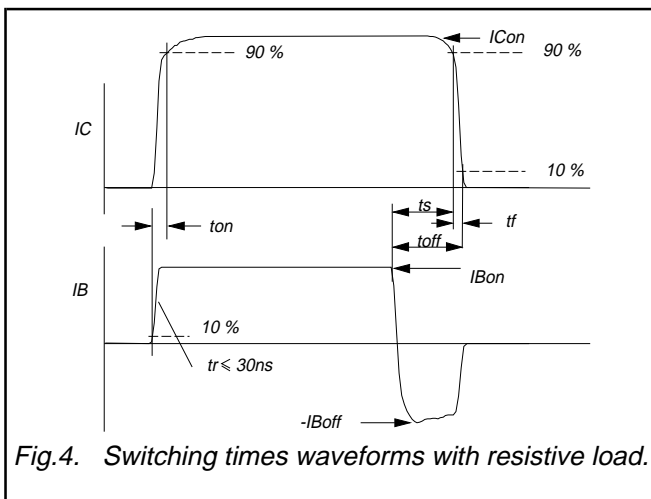 ICon
90 %
90 %
IC
10 %
ts
ton
tf
toff
IBon
IB
10 %
tr ≤ 30ns
-IBoff
Fig.4. Switching times waveforms with resistive load.